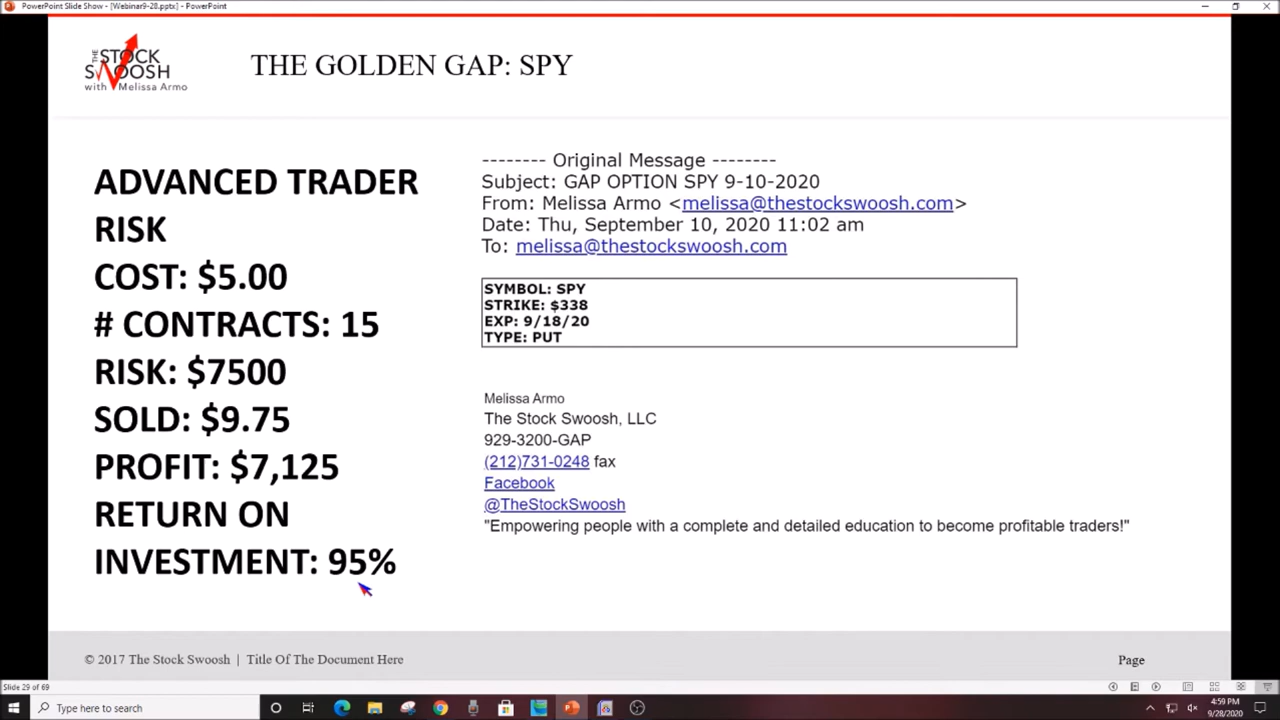 PowerPoint Slide Show - [Webinar9-28.pptx] - PowerPoint
THE STOCK
SWOOSH
with Melissa Armo
THE GOLDEN GAP: SPY
ADVANCED TRADER
RISK
COST: $5.00
# CONTRACTS: 15
RISK: $7500
SOLD: $9.75
PROFIT: $7,125
RETURN ON
INVESTMENT: 95%
-------- Original Message --------
Subject: GAP OPTION SPY 9-10-2020
From: Melissa Armo <melissa@thestockswoosh.com>
Date: Thu, September 10, 2020 11:02 am
To: melissa@thestockswoosh.com
SYMBOL: SPY
STRIKE: $338
EXP: 9/18/20
TYPE: PUT
Melissa Armo
The Stock Swoosh, LLC
929-3200-GAP
(212)731-0248 fax
Facebook
@TheStockSwoosh
"Empowering people with a complete and detailed education to become profitable traders!"
© 2017 The Stock Swoosh | Title Of The Document Here
Page
Slide 29 of 69
Type here to search
4:59 PM
9/28/2020